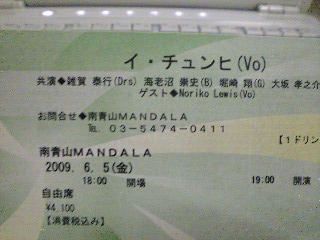 イ・チュンヒ(Vo)
共演◆雑賀 泰行(Drs) 海老沼 崇史(B) 堀崎 翔(G) 大坂 孝之介
ゲスト◆Noriko Lewis(Vo)
お問合せ◆南青山MANDALA
℡ 03-5474-0411
【1ドリン
南青山MANDALA
2009. 6. 5(金)
18:00 開場 19:00 開演
自由席
¥4,100
【消費税込み】